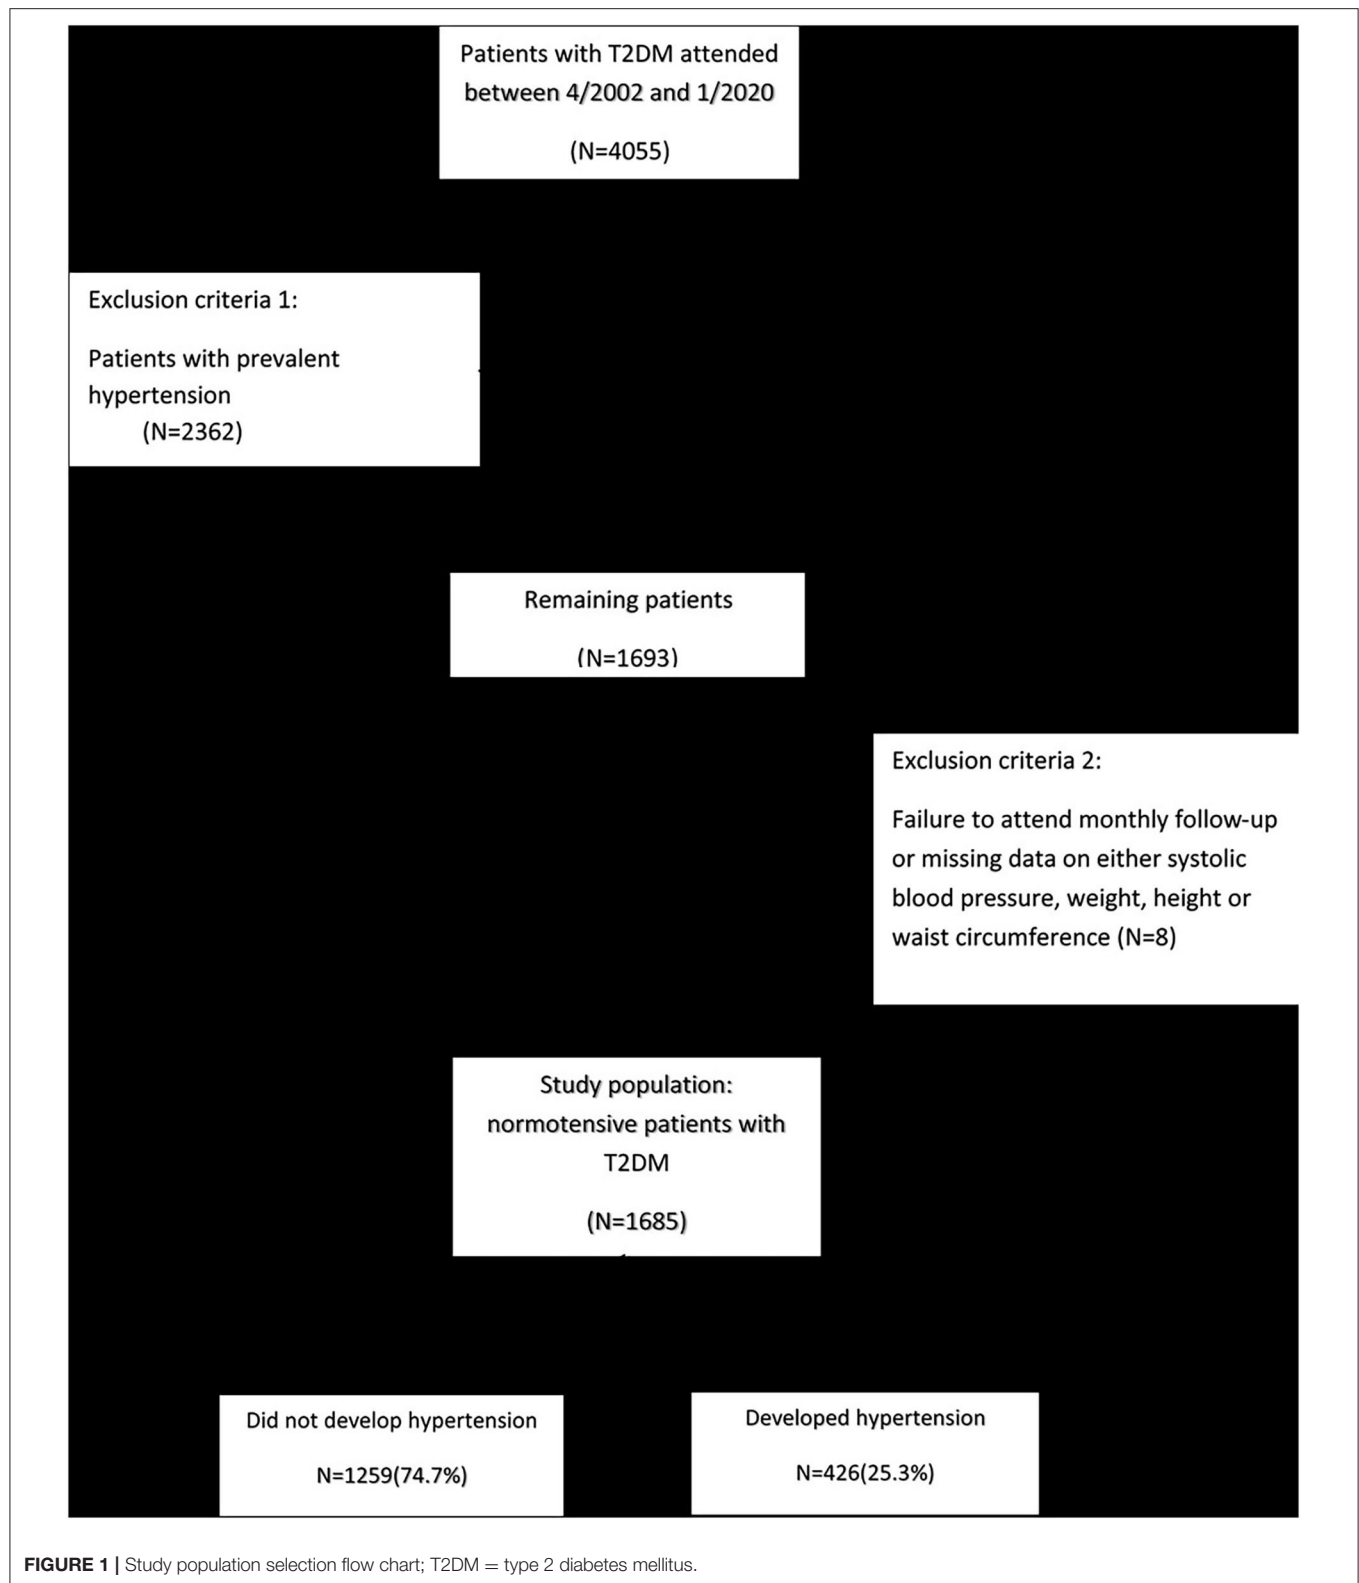 Patients with T2DM attended
between 4/2002 and 1/2020
(N=4055)
Exclusion criteria 1:
Patients with prevalent
hypertension
(N=2362)
Remaining patients
(N=1693)
Exclusion criteria 2:
Failure to attend monthly follow-up
or missing data on either systolic
blood pressure, weight, height or
waist circumference (N=8)
Study population:
normotensive patients with
T2DM
(N=1685)
Did not develop hypertension
N=1259(74.7%)
Developed hypertension
N=426(25.3%)
FIGURE 1 | Study population selection flow chart; T2DM = type 2 diabetes mellitus.